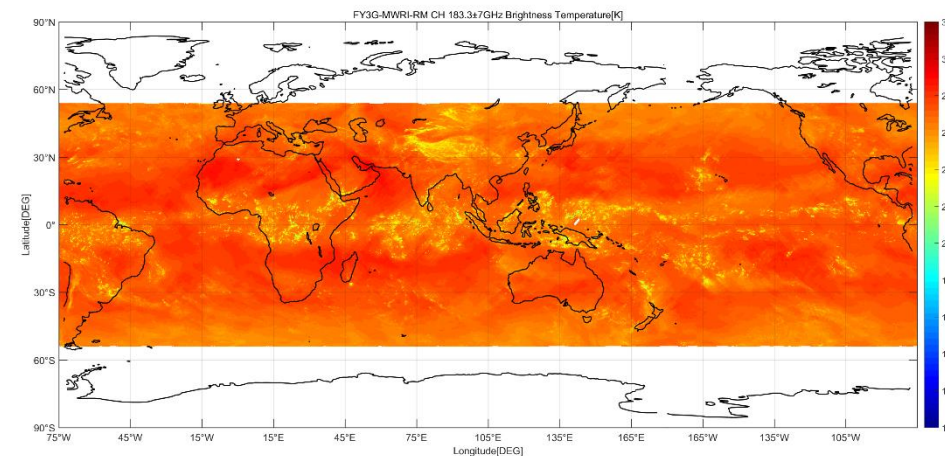 FY3G-MWRI-RM CH 183.3±7GHz Brightness Temperature[K]
90°N
60°N
30°N
0°
30°S
60°S
90°S
Latitude[DEG]
75°W 45°W 15°W 15°E 45°E 75°E 105°E 135°E 165°E 165°W 135°W 105°W
Longitude[DEG]